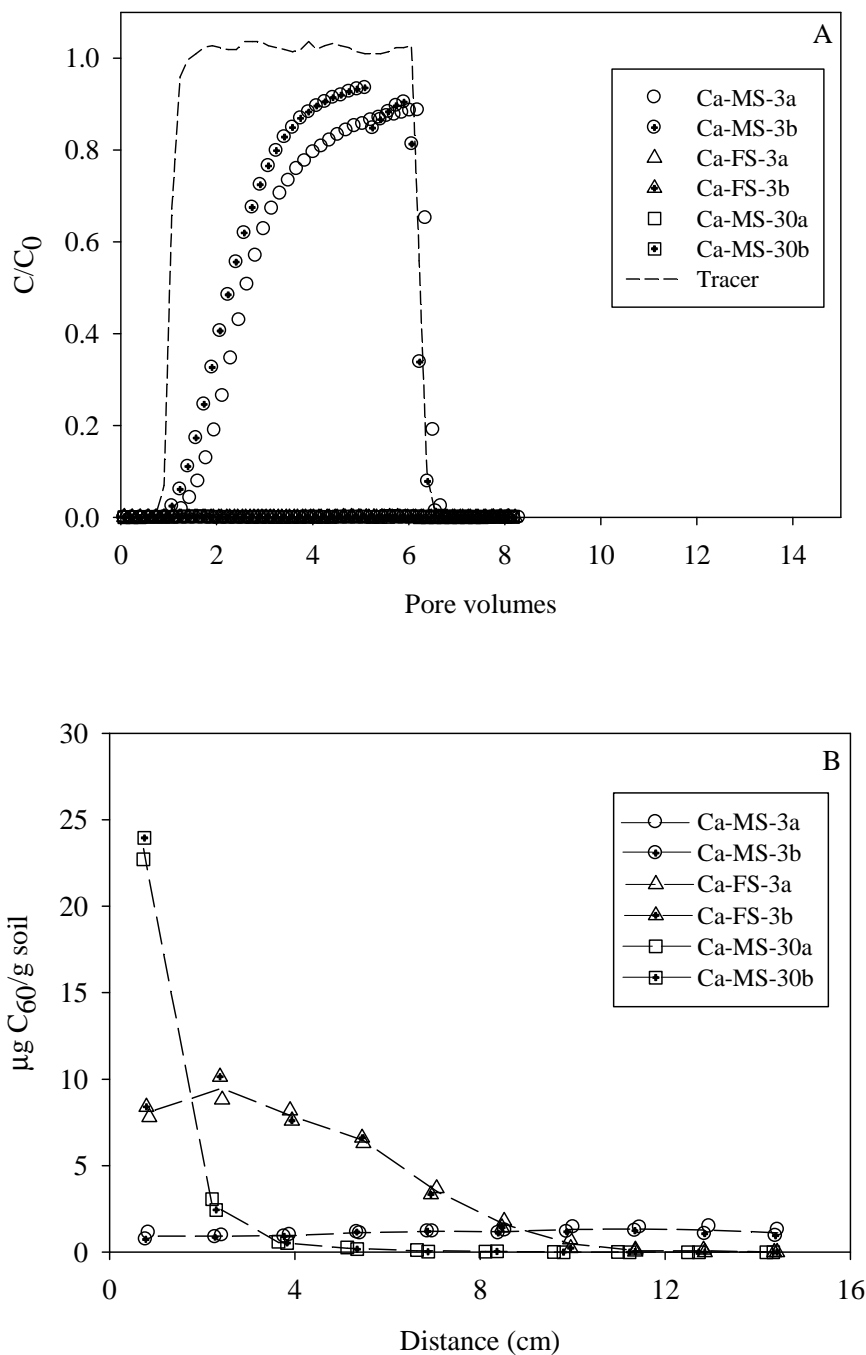 A
1.0
0.8
0.6
0.4
0.2
0.0
C/C0
0 2 4 6 8 10 12 14
Pore volumes
Ca-MS-3a
Ca-MS-3b
Ca-FS-3a
Ca-FS-3b
Ca-MS-30a
Ca-MS-30b
Tracer
B
30
25
20
15
10
5
0
µg C60/g soil
0 4 8 12 16
Distance (cm)
Ca-MS-3a
Ca-MS-3b
Ca-FS-3a
Ca-FS-3b
Ca-MS-30a
Ca-MS-30b